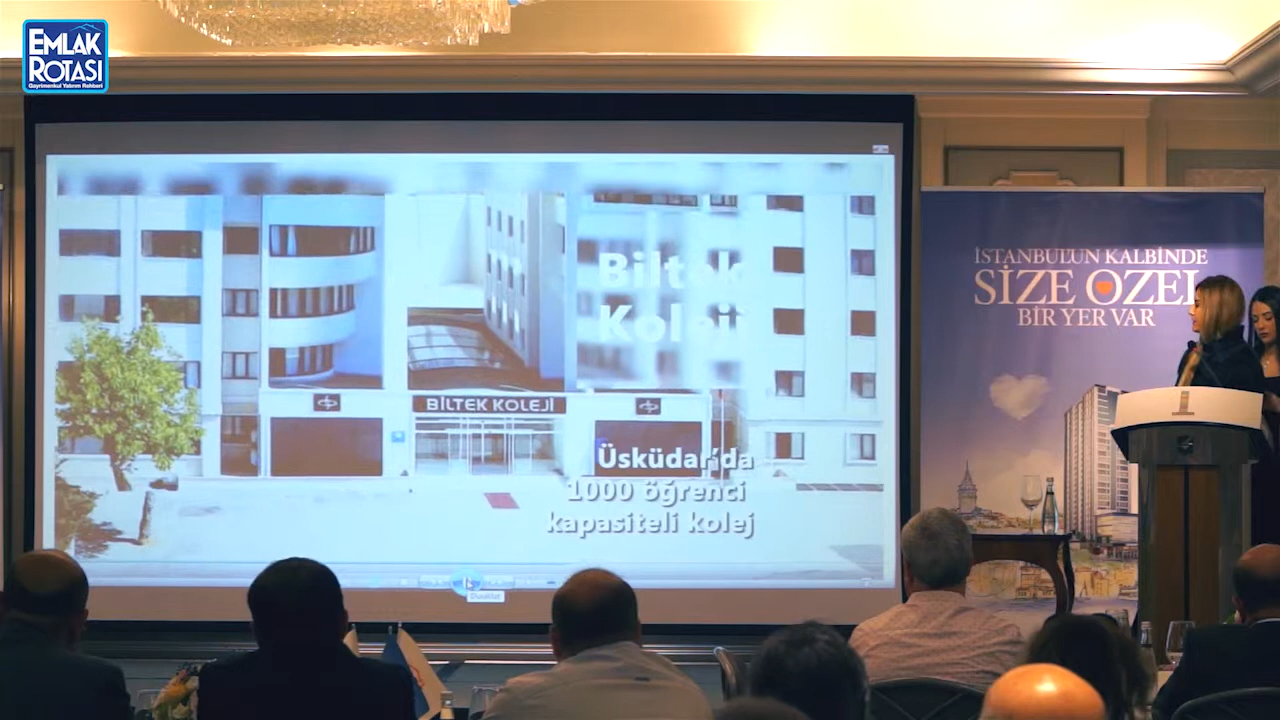 EMLAK
ROTASI
Gayrimenkul Yatırım Rehberi
İSTANBUL'UN KALBİNDE
SİZE ÖZEL
BİR YER VAR
Biltek
Koleji
BİLTEK KOLEJİ
Üsküdar'da
1000 öğrenci
kapasiteli kolej
Duraklat